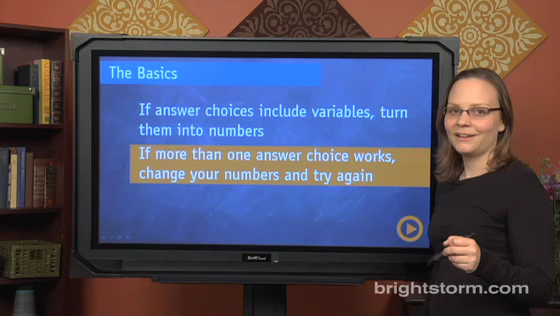 The Basics
If answer choices include variables, turn
them into numbers
If more than one answer choice works,
change your numbers and try again
brightstorm.com